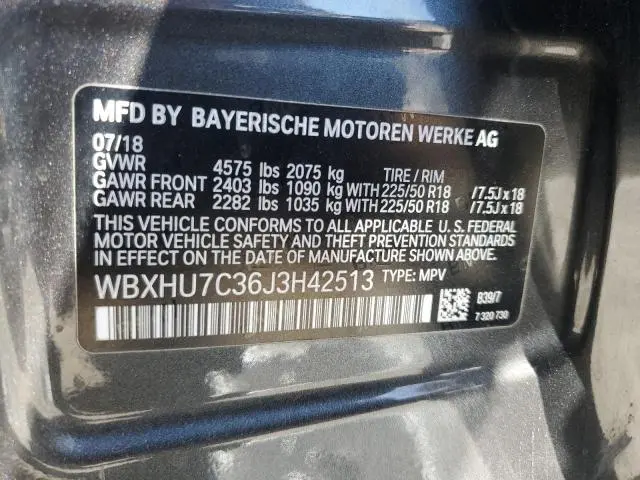 MFD BY BAYERISCHE MOTOREN WERKE AG
07/18
GVWR 4575 lbs 2075 kg TIRE / RIM
GAWR FRONT 2403 lbs 1090 kg WITH 225/50 R18 /7.5J x 18
GAWR REAR 2282 lbs 1035 kg WITH 225/50 R18 /7.5J x 18
THIS VEHICLE CONFORMS TO ALL APPLICABLE U. S. FEDERAL
MOTOR VEHICLE SAFETY AND THEFT PREVENTION STANDARDS
IN EFFECT ON THE DATE OF MANUFACTURE SHOWN ABOVE.
WBXHU7C36J3H42513 TYPE: MPV
B39/7
7 320 730